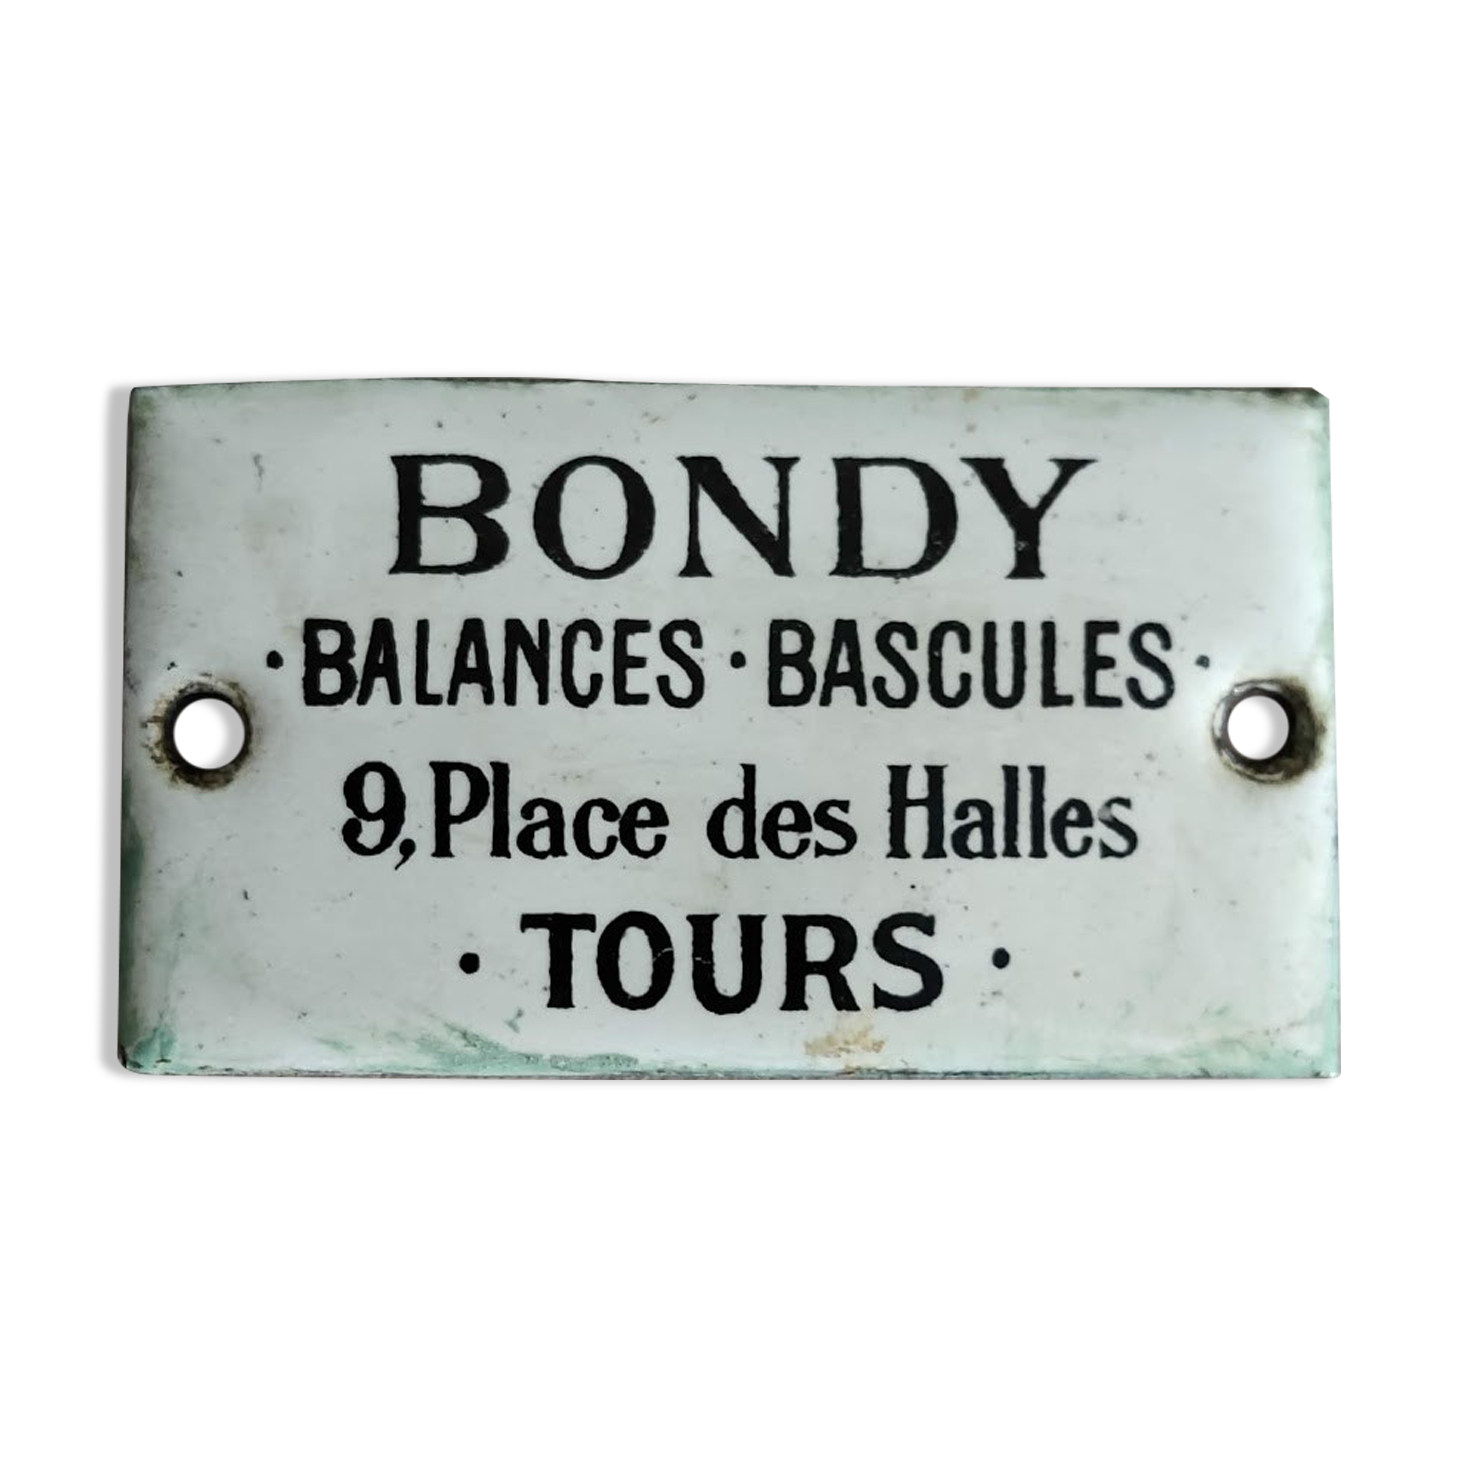 BONDY
· BALANCES · BASCULES ·
9, Place des Halles
· TOURS ·